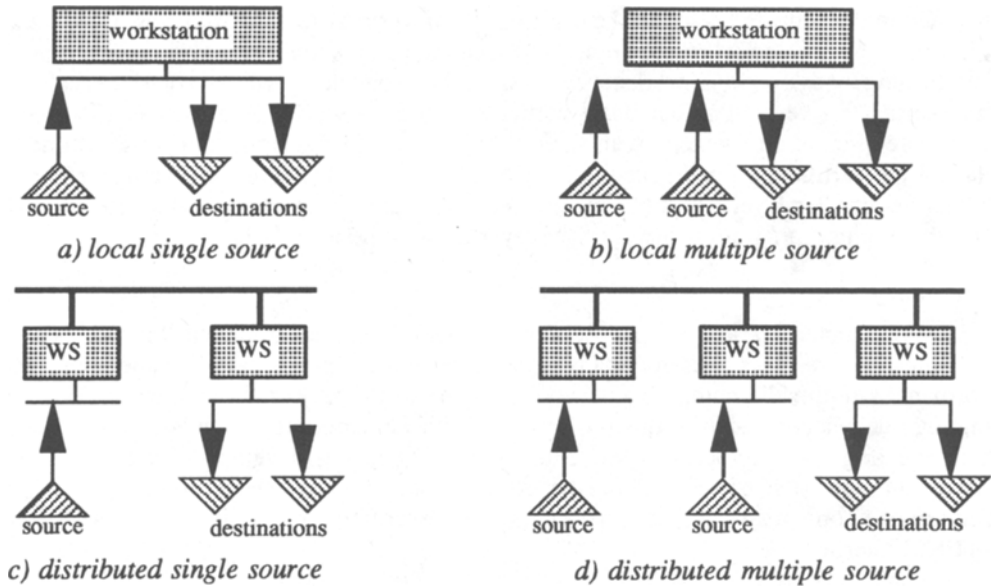 workstation
source
destinations
a) local single source
workstation
source
source
destinations
b) local multiple source
WS
WS
source
destinations
c) distributed single source
WS
WS
WS
source
source
destinations
d) distributed multiple source